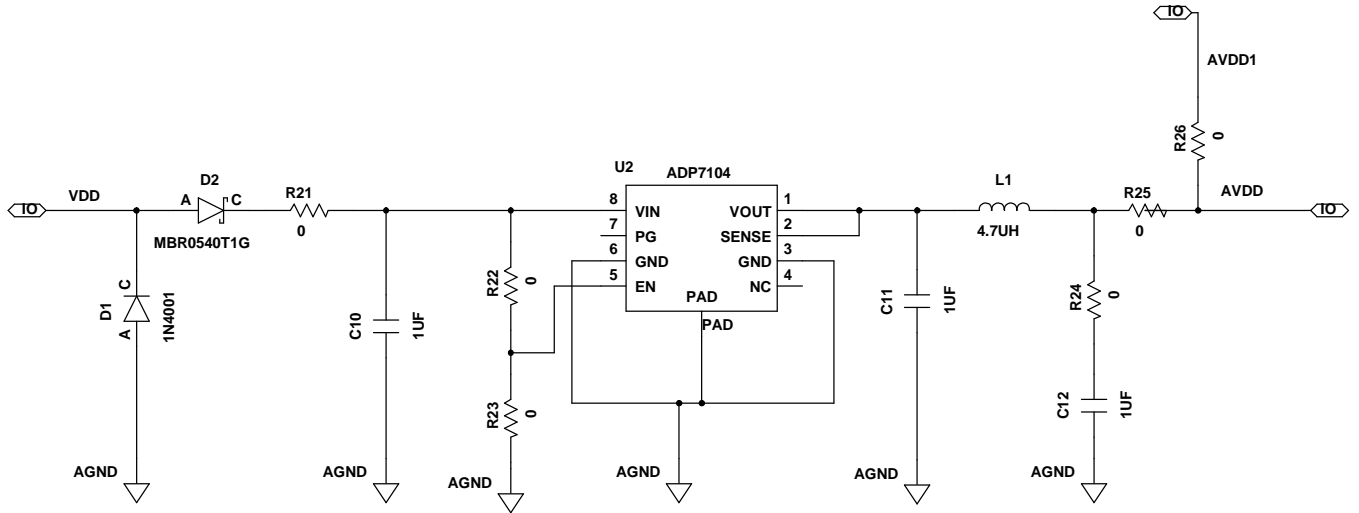 IO
AVDD1
R26
0
U2
ADP7104
D2
VDD
A
C
R21
L1
R25
AVDD
IO
IO
MBR0540T1G
0
8
VIN
VOUT
1
7
PG
SENSE
2
6
GND
GND
3
5
EN
NC
4
PAD
PAD
4.7UH
0
C
D1
A
1N4001
C10
1UF
R22
0
R23
0
C11
1UF
R24
0
C12
1UF
AGND
AGND
AGND
AGND
AGND
AGND